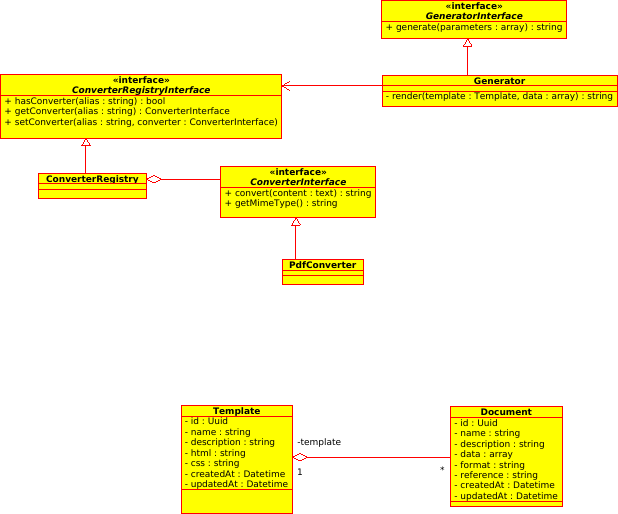 «interface»
GeneratorInterface
+ generate(parameters : array) : string
«interface»
ConverterRegistryInterface
+ hasConverter(alias : string) : bool
+ getConverter(alias : string) : ConverterInterface
+ setConverter(alias : string, converter : ConverterInterface)
Generator
- render(template : Template, data : array) : string
ConverterRegistry
«interface»
ConverterInterface
+ convert(content : text) : string
+ getMimeType() : string
PdfConverter
Template
- id : Uuid
- name : string
- description : string
- html : string
- css : string
- createdAt : Datetime
- updatedAt : Datetime
-template
1
*
Document
- id : Uuid
- name : string
- description : string
- data : array
- format : string
- reference : string
- createdAt : Datetime
- updatedAt : Datetime